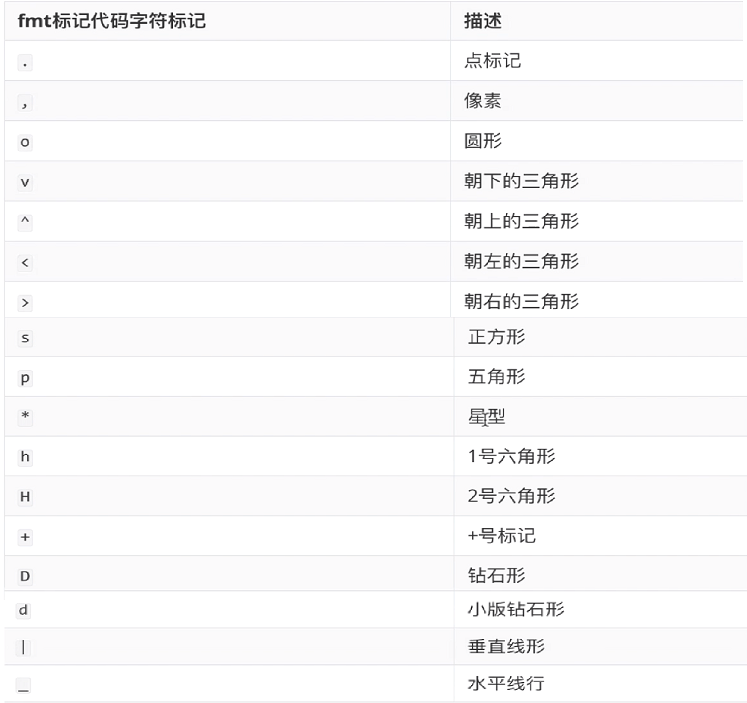 fmt标记代码字符标记 描述
. 点标记
, 像素
o 圆形
v 朝下的三角形
^ 朝上的三角形
< 朝左的三角形
> 朝右的三角形
s 正方形
p 五角形
* 星型
h 1号六角形
H 2号六角形
+ +号标记
D 钻石形
d 小版钻石形
| 垂直线形
_ 水平线行